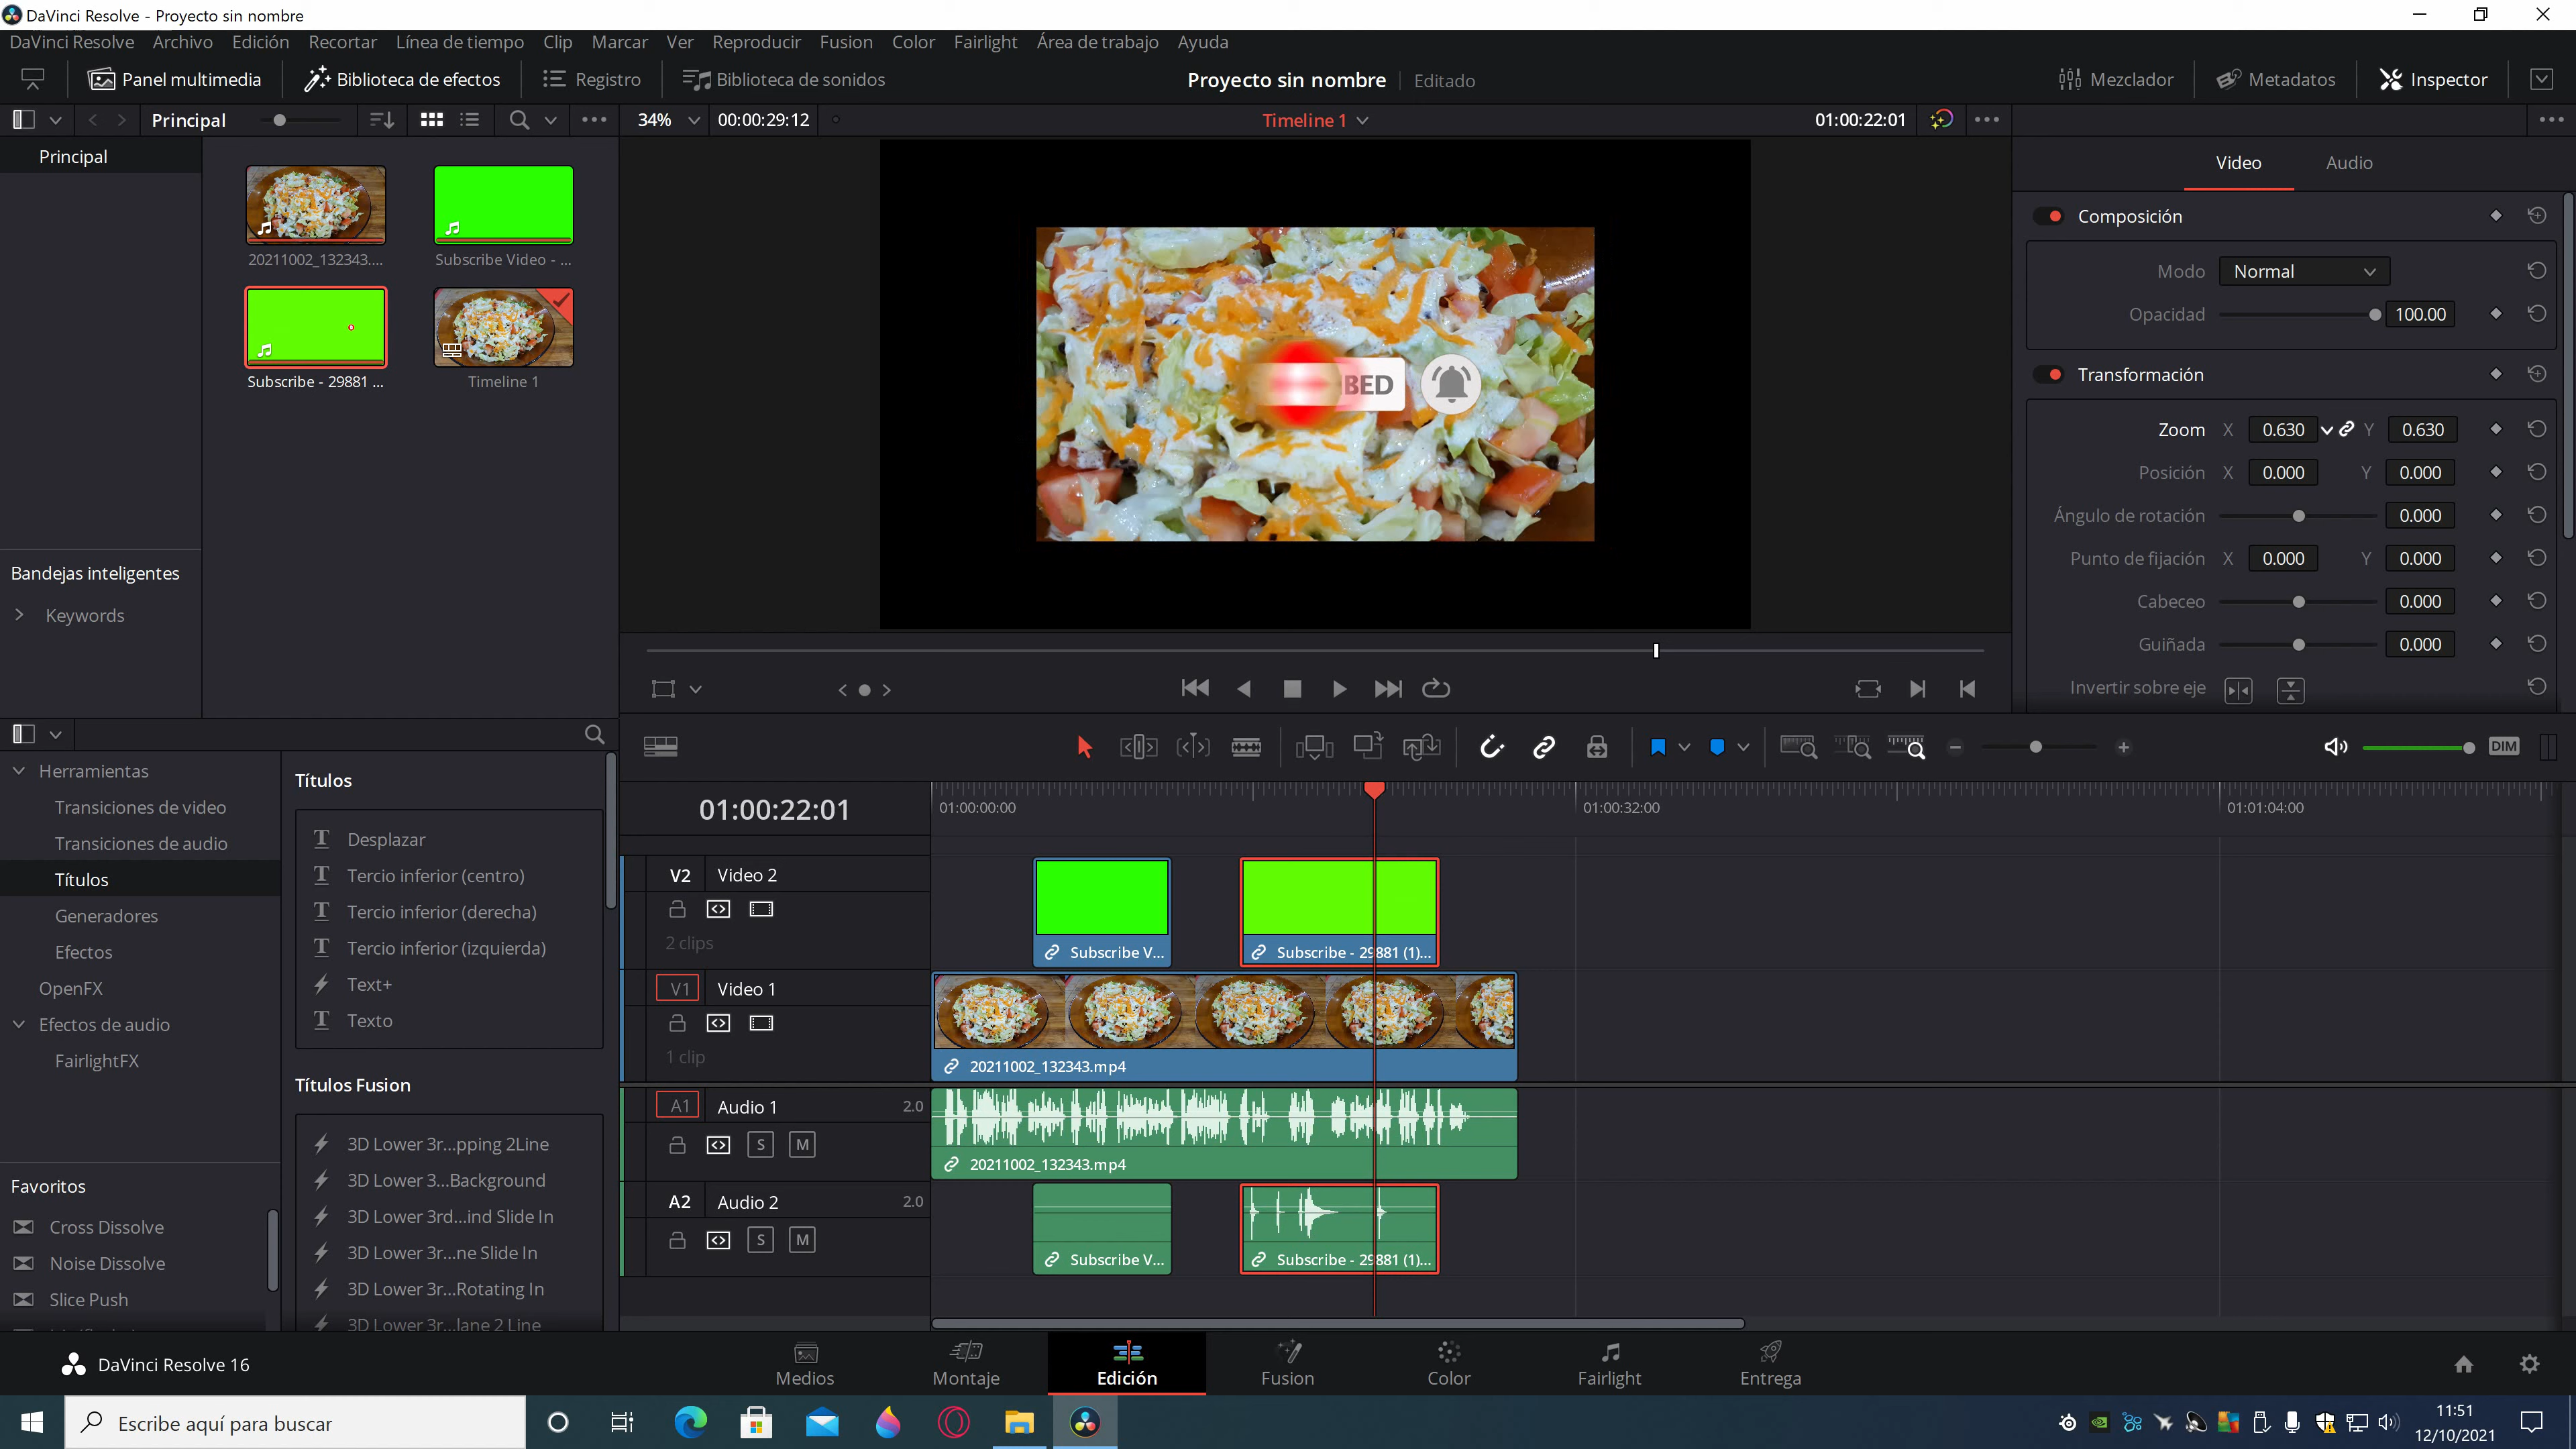 DaVinci Resolve - Proyecto sin nombre
DaVinci Resolve Archivo Edición Recortar Línea de tiempo Clip Marcar Ver Reproducir Fusion Color Fairlight Área de trabajo Ayuda
Panel multimedia Biblioteca de efectos Registro Biblioteca de sonidos Proyecto sin nombre Editado Mezclador Metadatos Inspector
Principal 34% 00:00:29:12 Timeline 1 01:00:22:01
Principal
20211002_132343.... Subscribe Video - ...
Subscribe - 29881 ... Timeline 1
Bandejas inteligentes
Keywords
BED
Video Audio
Composición
Modo Normal
Opacidad 100.00
Transformación
Zoom X 0.630 Y 0.630
Posición X 0.000 Y 0.000
Ángulo de rotación 0.000
Punto de fijación X 0.000 Y 0.000
Cabeceo 0.000
Guiñada 0.000
Invertir sobre eje
DIM
Herramientas
Transiciones de video
Transiciones de audio
Títulos
Generadores
Efectos
OpenFX
Efectos de audio
FairlightFX
Favoritos
Cross Dissolve
Noise Dissolve
Slice Push
Títulos
T Desplazar
T Tercio inferior (centro)
T Tercio inferior (derecha)
T Tercio inferior (izquierda)
Text+
T Texto
Títulos Fusion
3D Lower 3r...pping 2Line
3D Lower 3...Background
3D Lower 3rd...ind Slide In
3D Lower 3r...ne Slide In
3D Lower 3r...Rotating In
3D Lower 3r...lane 2 Line
01:00:22:01 01:00:00:00 01:00:32:00 01:01:04:00
V2 Video 2
2 clips
Subscribe V... Subscribe - 29881 (1)...
V1 Video 1
1 clip
20211002_132343.mp4
A1 Audio 1 2.0
S M
20211002_132343.mp4
A2 Audio 2 2.0
S M
Subscribe V... Subscribe - 29881 (1)...
DaVinci Resolve 16
Medios Montaje Edición Fusion Color Fairlight Entrega
Escribe aquí para buscar
11:51
12/10/2021